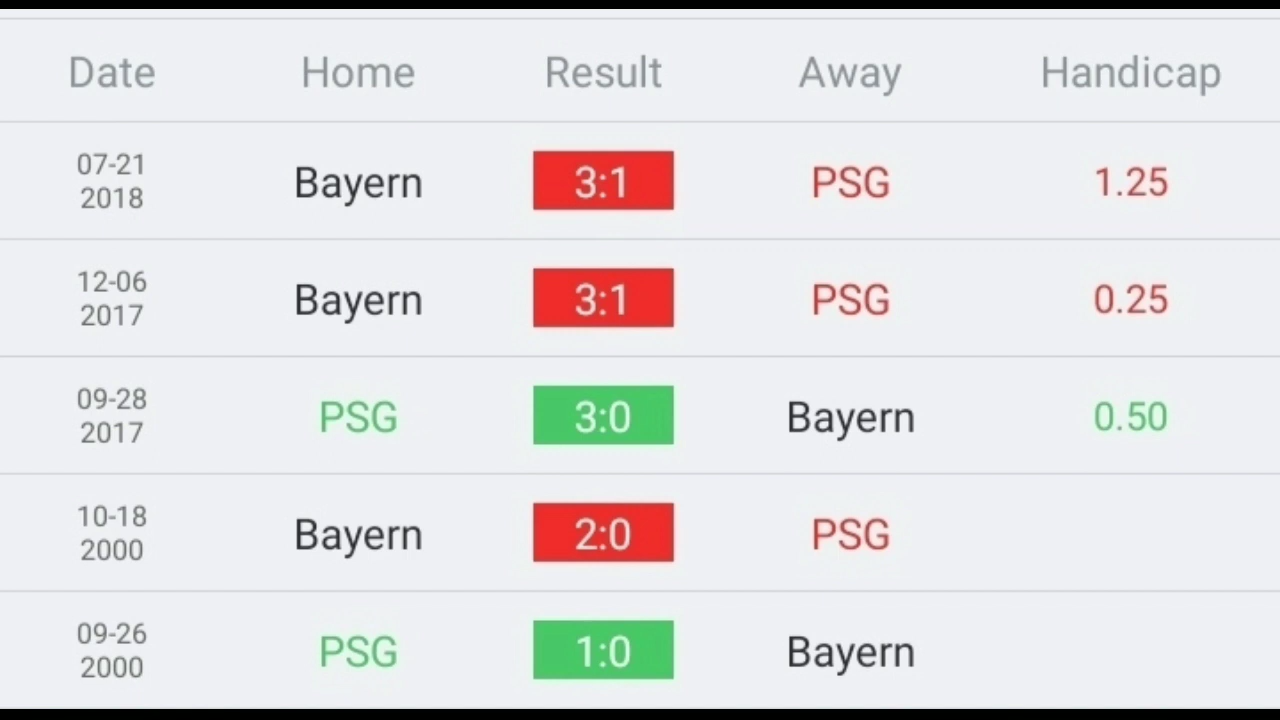 Date Home Result Away Handicap
07-21
2018 Bayern 3:1 PSG 1.25
12-06
2017 Bayern 3:1 PSG 0.25
09-28
2017 PSG 3:0 Bayern 0.50
10-18
2000 Bayern 2:0 PSG
09-26
2000 PSG 1:0 Bayern